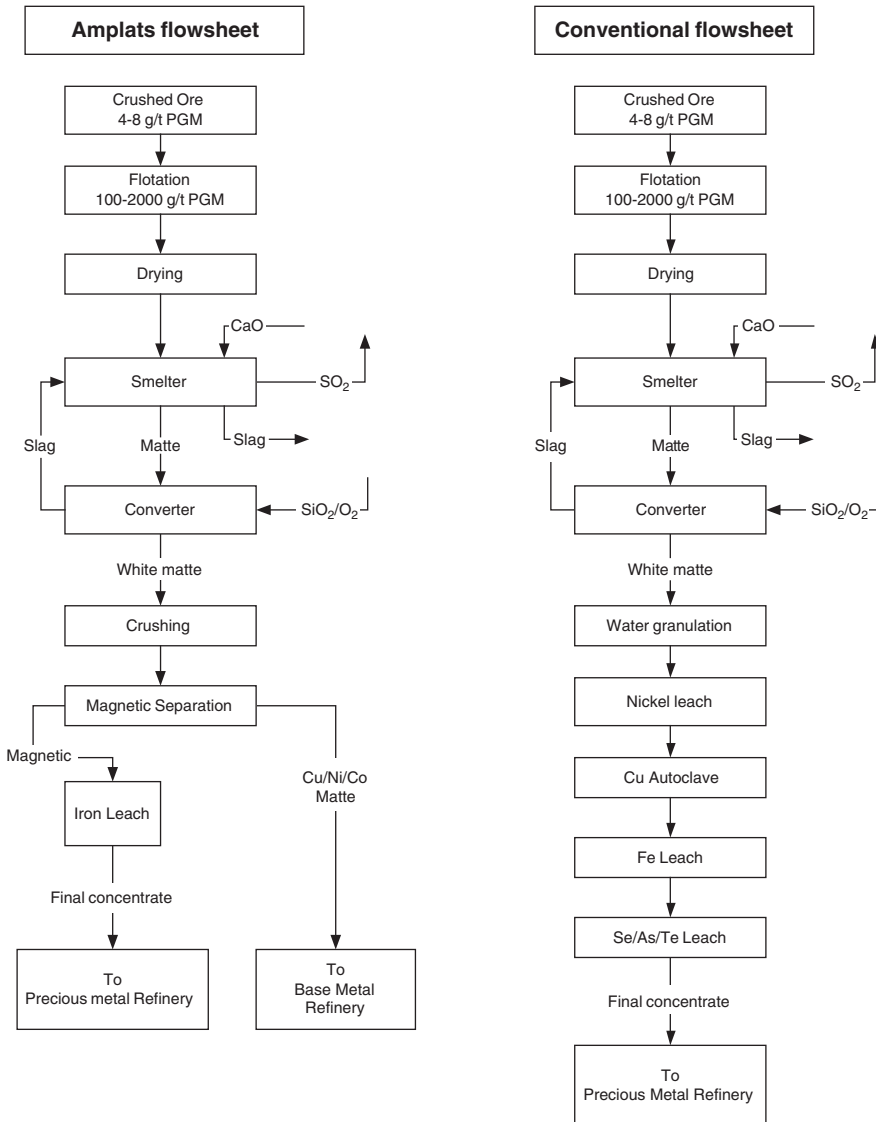 Amplats flowsheet
Crushed Ore
4-8 g/t PGM
Flotation
100-2000 g/t PGM
Drying
CaO
Smelter
SO2
Slag
Matte
Slag
Converter
SiO2/O2
White matte
Crushing
Magnetic Separation
Magnetic
Cu/Ni/Co
Matte
Iron Leach
Final concentrate
To
Precious metal Refinery
To
Base Metal
Refinery
Conventional flowsheet
Crushed Ore
4-8 g/t PGM
Flotation
100-2000 g/t PGM
Drying
CaO
Smelter
SO2
Slag
Matte
Slag
Converter
SiO2/O2
White matte
Water granulation
Nickel leach
Cu Autoclave
Fe Leach
Se/As/Te Leach
Final concentrate
To
Precious Metal Refinery